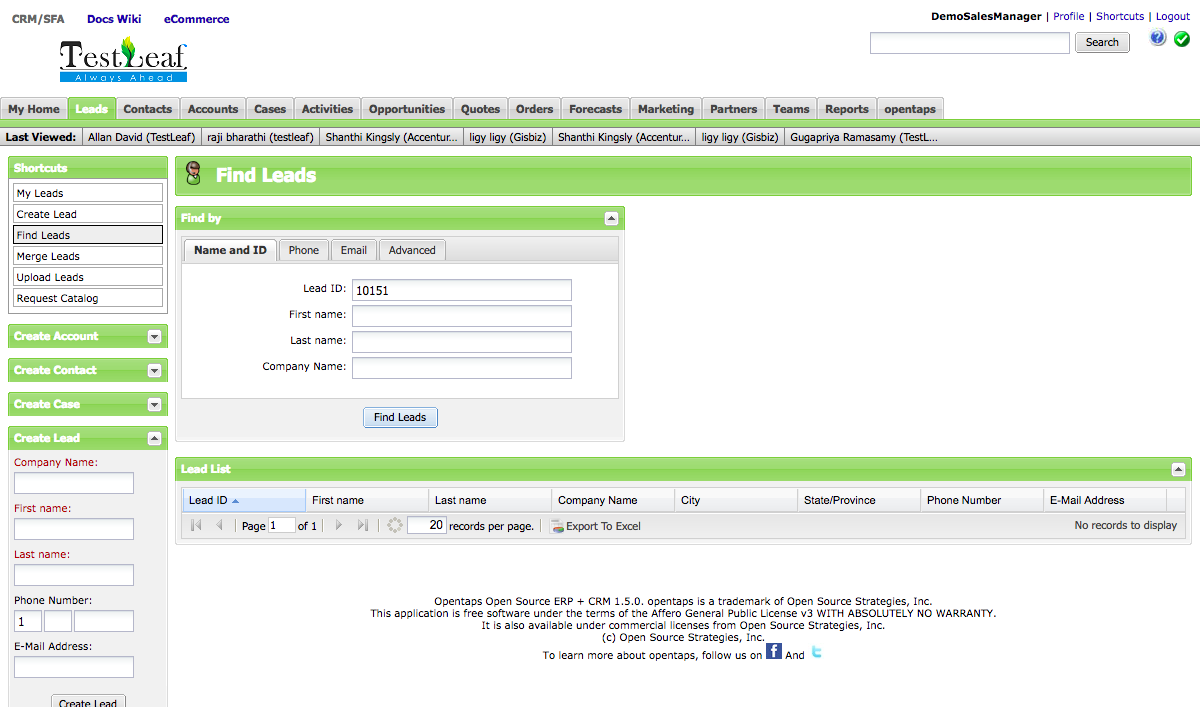 CRM/SFA Docs Wiki eCommerce
DemoSalesManager | Profile | Shortcuts | Logout
TestLeaf
Always Ahead
Search
My Home Leads Contacts Accounts Cases Activities Opportunities Quotes Orders Forecasts Marketing Partners Teams Reports opentaps
Last Viewed: Allan David (TestLeaf) raji bharathi (testleaf) Shanthi Kingsly (Accentur... ligy ligy (Gisbiz) Shanthi Kingsly (Accentur... ligy ligy (Gisbiz) Gugapriya Ramasamy (TestL...
Shortcuts
My Leads
Create Lead
Find Leads
Merge Leads
Upload Leads
Request Catalog
Create Account
Create Contact
Create Case
Create Lead
Company Name:
First name:
Last name:
Phone Number:
1
E-Mail Address:
Create Lead
Find Leads
Find by
Name and ID Phone Email Advanced
Lead ID: 10151
First name:
Last name:
Company Name:
Find Leads
Lead List
Lead ID First name Last name Company Name City State/Province Phone Number E-Mail Address
Page 1 of 1 20 records per page. Export To Excel No records to display
Opentaps Open Source ERP + CRM 1.5.0. opentaps is a trademark of Open Source Strategies, Inc.
This application is free software under the terms of the Affero General Public License v3 WITH ABSOLUTELY NO WARRANTY.
It is also available under commercial licenses from Open Source Strategies, Inc.
(c) Open Source Strategies, Inc.
To learn more about opentaps, follow us on f And t